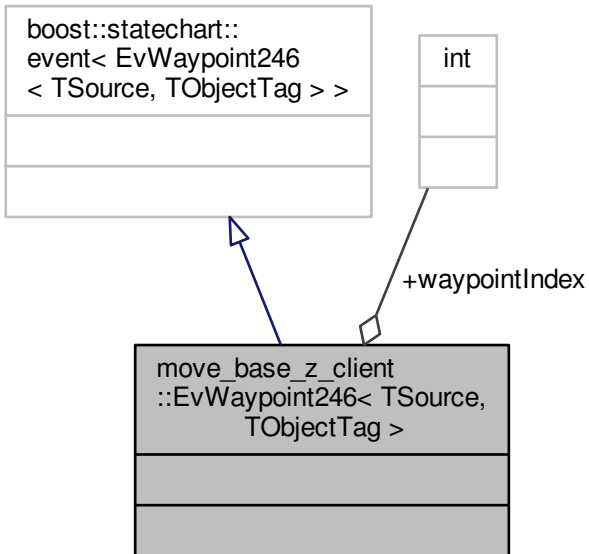 boost::statechart::
event< EvWaypoint246
< TSource, TObjectTag > >
int
+waypointIndex
move_base_z_client
::EvWaypoint246< TSource,
TObjectTag >